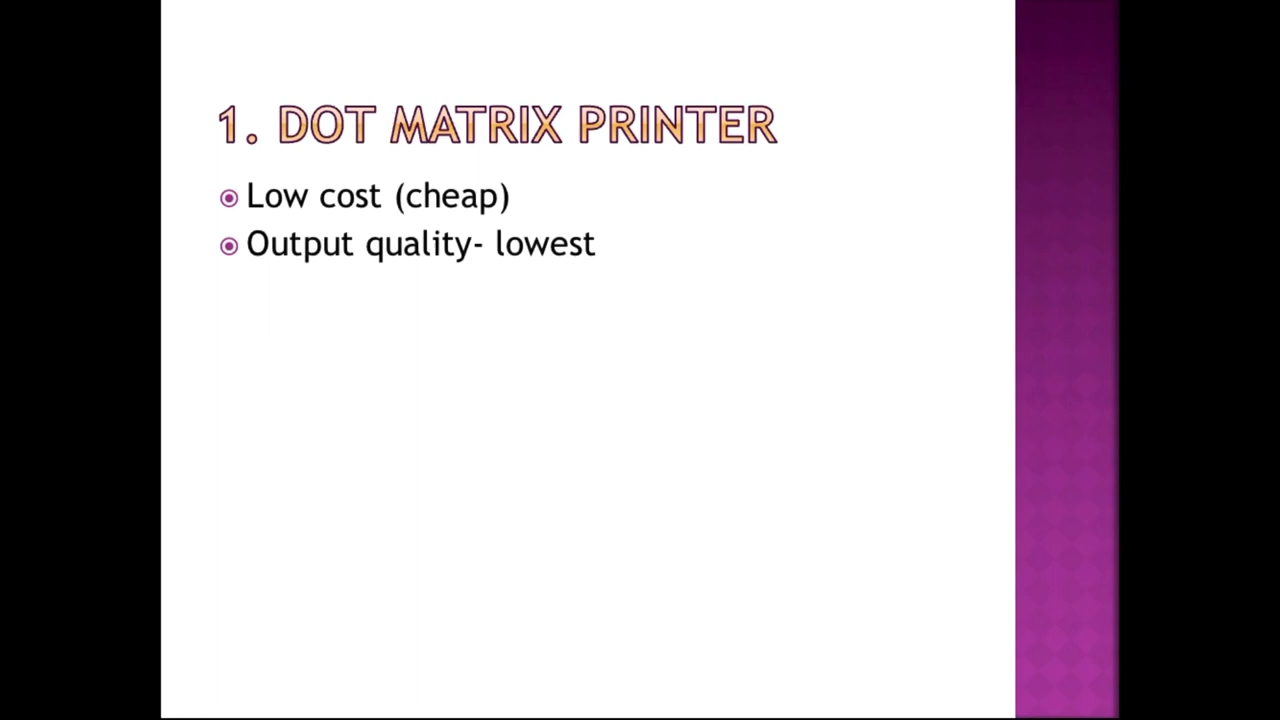 1. DOT MATRIX PRINTER
Low cost (cheap)
Output quality- lowest